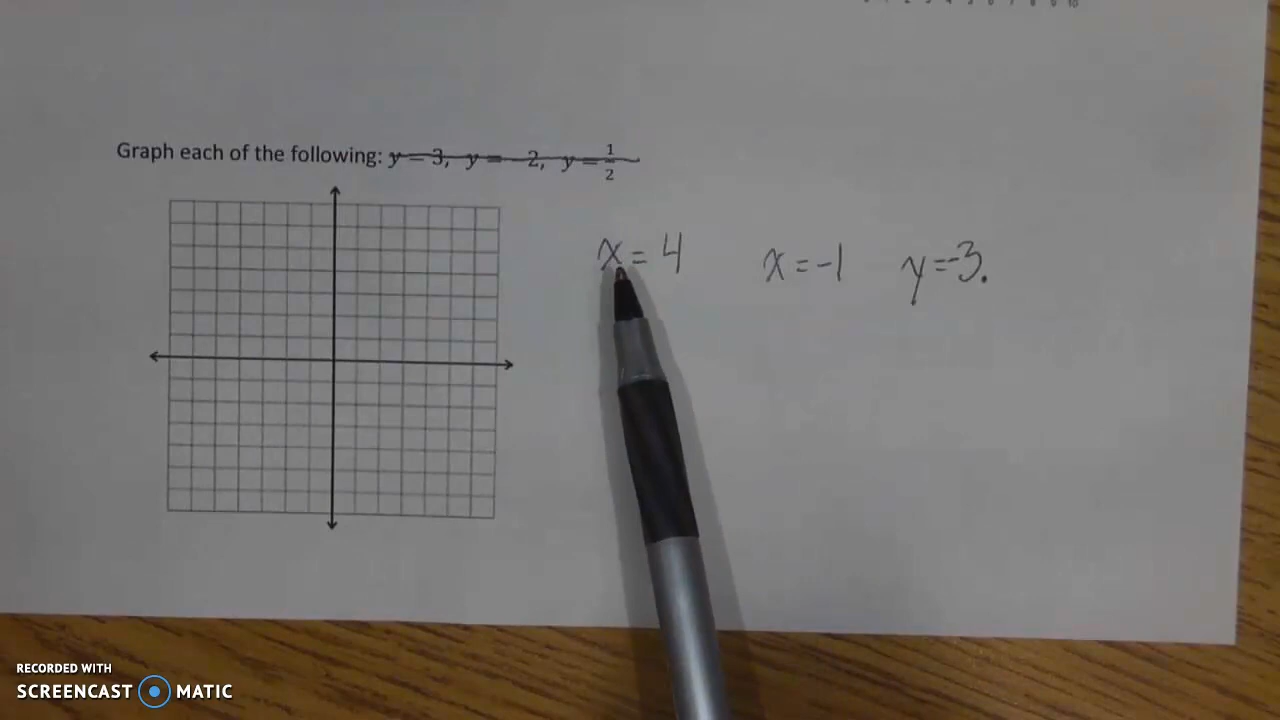 Graph each of the following: y = 3, y = -2, y = 1/2
x = 4 x = -1 y = -3.
RECORDED WITH
SCREENCAST MATIC